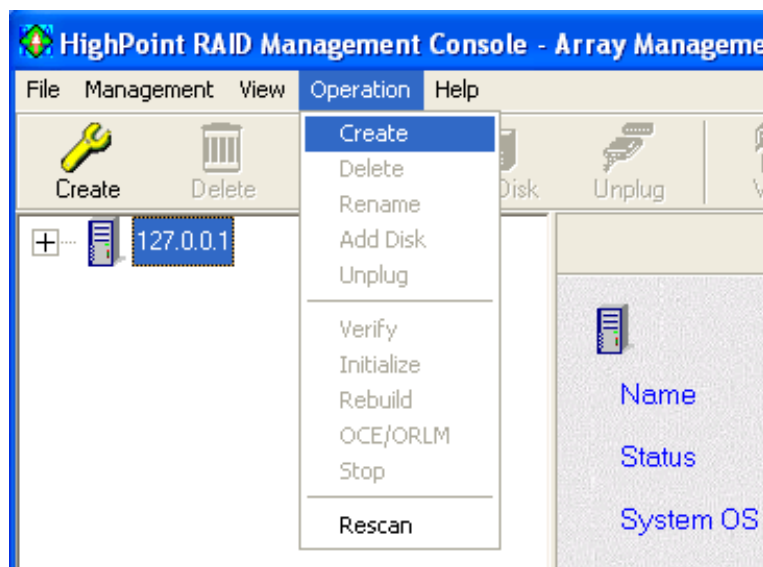 HighPoint RAID Management Console - Array Manageme
File Management View Operation Help
Create Delete Disk Unplug
Create
Delete
Rename
Add Disk
Unplug
Verify
Initialize
Rebuild
OCE/ORLM
Stop
Rescan
127.0.0.1
Name
Status
System OS